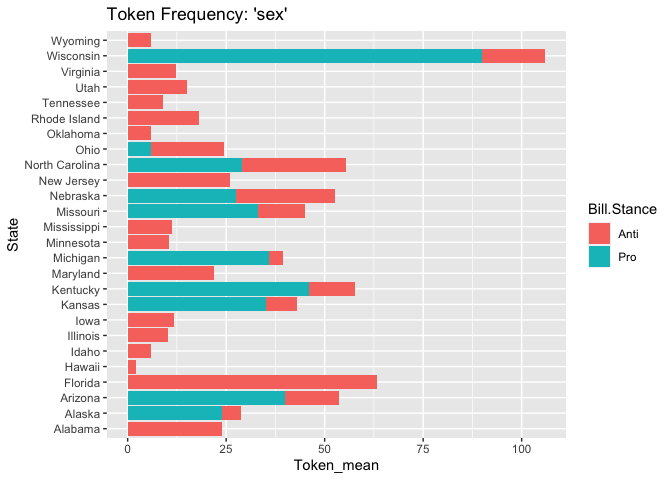 Token Frequency: 'sex'
State
Wyoming
Wisconsin
Virginia
Utah
Tennessee
Rhode Island
Oklahoma
Ohio
North Carolina
New Jersey
Nebraska
Missouri
Mississippi
Minnesota
Michigan
Maryland
Kentucky
Kansas
Iowa
Illinois
Idaho
Hawaii
Florida
Arizona
Alaska
Alabama
0 25 50 75 100
Token_mean
Bill.Stance
Anti
Pro